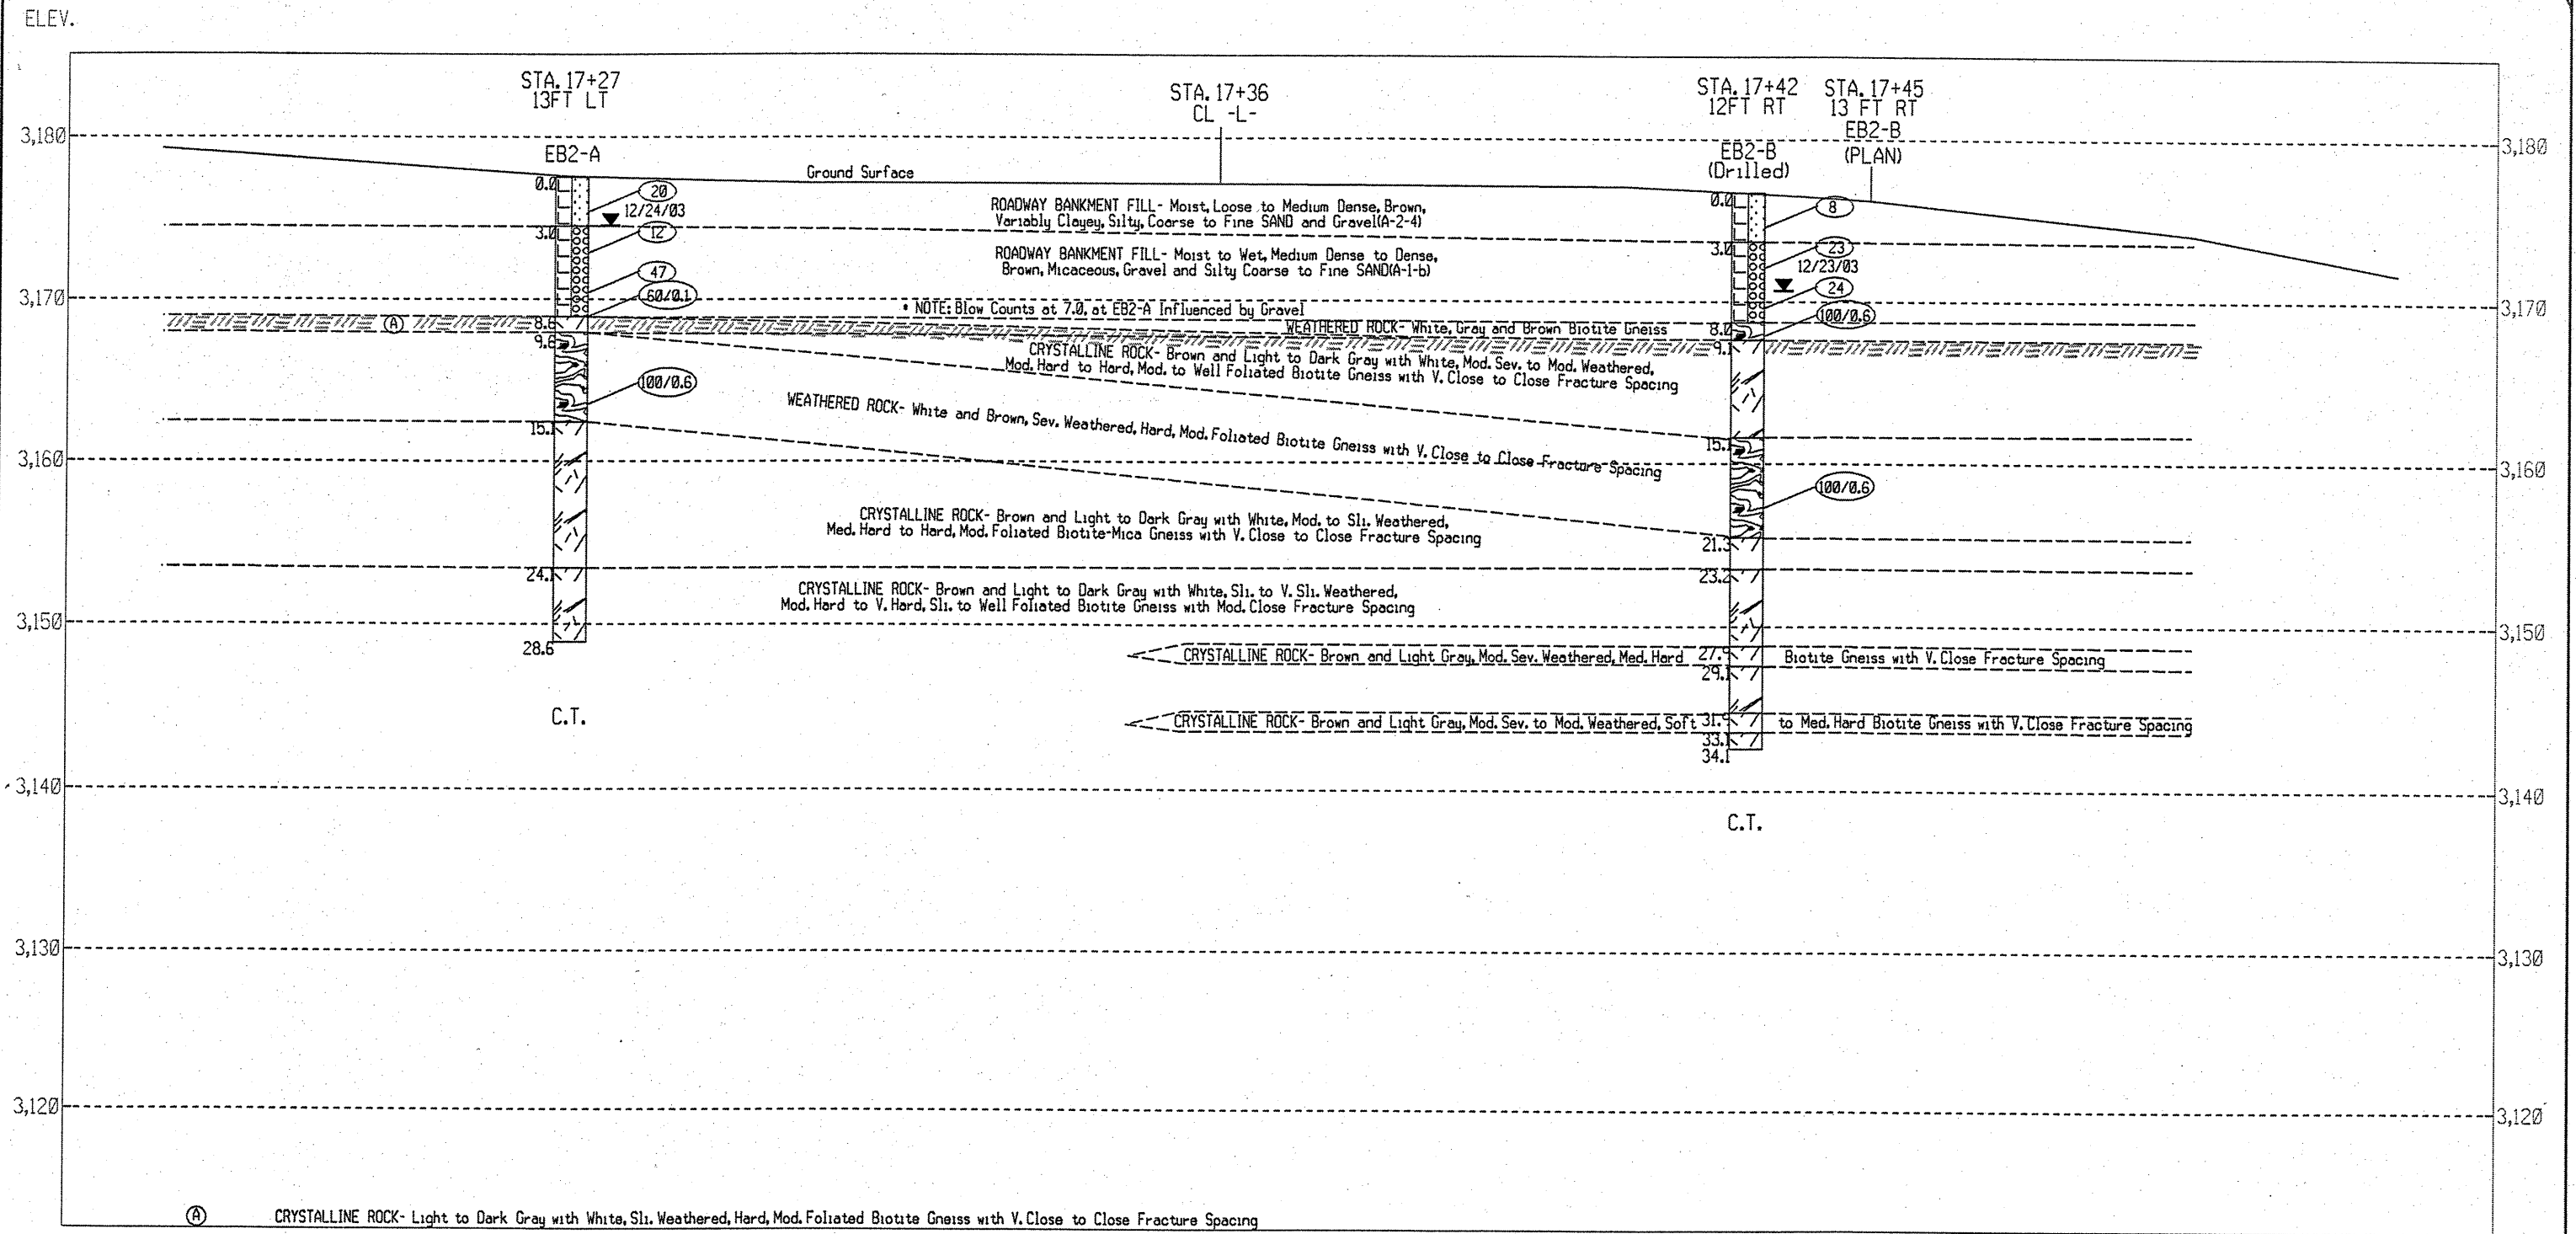 ELEV.
STA. 17+27
13FT LT
STA. 17+36
CL -L-
STA. 17+42
12FT RT
STA. 17+45
13 FT RT
EB2-B
(PLAN)
3,180
3,180
EB2-A
EB2-B
(Drilled)
Ground Surface
0.0
20
12/24/03
3.0
12
47
60/0.1
8.6
9.6
100/0.6
15.1
24.1
28.6
C.T.
ROADWAY BANKMENT FILL- Moist, Loose to Medium Dense, Brown,
Variably Clayey, Silty, Coarse to Fine SAND and Gravel(A-2-4)
ROADWAY BANKMENT FILL- Moist to Wet, Medium Dense to Dense,
Brown, Micaceous, Gravel and Silty Coarse to Fine SAND(A-1-b)
* NOTE: Blow Counts at 7.0, at EB2-A Influenced by Gravel
WEATHERED ROCK- White, Gray and Brown Biotite Gneiss
CRYSTALLINE ROCK- Brown and Light to Dark Gray with White, Mod. Sev. to Mod. Weathered,
Mod. Hard to Hard, Mod. to Well Foliated Biotite Gneiss with V. Close to Close Fracture Spacing
WEATHERED ROCK- White and Brown, Sev. Weathered, Hard, Mod. Foliated Biotite Gneiss with V. Close to Close Fracture Spacing
CRYSTALLINE ROCK- Brown and Light to Dark Gray with White, Mod. to Sli. Weathered,
Med. Hard to Hard, Mod. Foliated Biotite-Mica Gneiss with V. Close to Close Fracture Spacing
CRYSTALLINE ROCK- Brown and Light to Dark Gray with White, Sli. to V. Sli. Weathered,
Mod. Hard to V. Hard, Sli. to Well Foliated Biotite Gneiss with Mod. Close Fracture Spacing
CRYSTALLINE ROCK- Brown and Light Gray, Mod. Sev. Weathered, Med. Hard Biotite Gneiss with V. Close Fracture Spacing
CRYSTALLINE ROCK- Brown and Light Gray, Mod. Sev. to Mod. Weathered, Soft to Med. Hard Biotite Gneiss with V. Close Fracture Spacing
0.0
8
3.0
23
12/23/03
24
100/0.6
8.0
9.1
15.1
100/0.6
21.3
23.2
27.9
29.1
31.9
33.1
34.1
C.T.
3,170
3,170
A
3,160
3,160
3,150
3,150
3,140
3,140
3,130
3,130
3,120
3,120
A CRYSTALLINE ROCK- Light to Dark Gray with White, Sli. Weathered, Hard, Mod. Foliated Biotite Gneiss with V. Close to Close Fracture Spacing